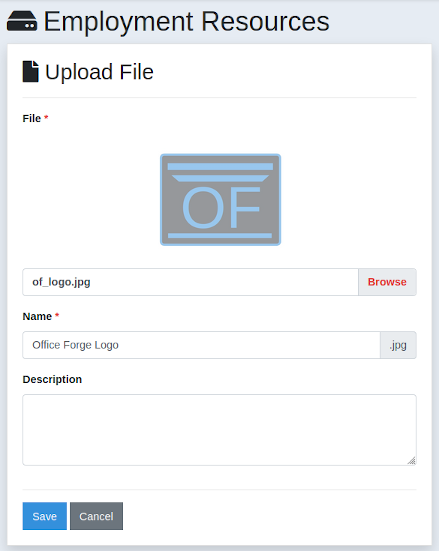 Employment Resources
Upload File
File *
OF
of_logo.jpg Browse
Name *
Office Forge Logo .jpg
Description
Save Cancel